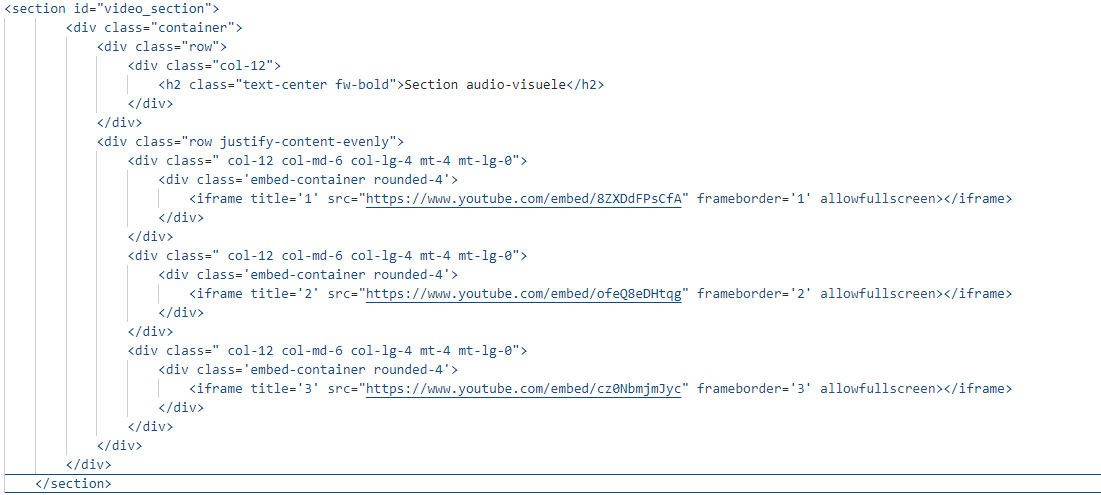 <section id="video_section">
<div class="container">
<div class="row">
<div class="col-12">
<h2 class="text-center fw-bold">Section audio-visuele</h2>
</div>
</div>
<div class="row justify-content-evenly">
<div class=" col-12 col-md-6 col-lg-4 mt-4 mt-lg-0">
<div class='embed-container rounded-4'>
<iframe title='1' src="https://www.youtube.com/embed/8ZXDdFPsCfA" frameborder='1' allowfullscreen></iframe>
</div>
</div>
<div class=" col-12 col-md-6 col-lg-4 mt-4 mt-lg-0">
<div class='embed-container rounded-4'>
<iframe title='2' src="https://www.youtube.com/embed/ofeQ8eDHtqg" frameborder='2' allowfullscreen></iframe>
</div>
</div>
<div class=" col-12 col-md-6 col-lg-4 mt-4 mt-lg-0">
<div class='embed-container rounded-4'>
<iframe title='3' src="https://www.youtube.com/embed/cz0NbmjmJyc" frameborder='3' allowfullscreen></iframe>
</div>
</div>
</div>
</div>
</section>